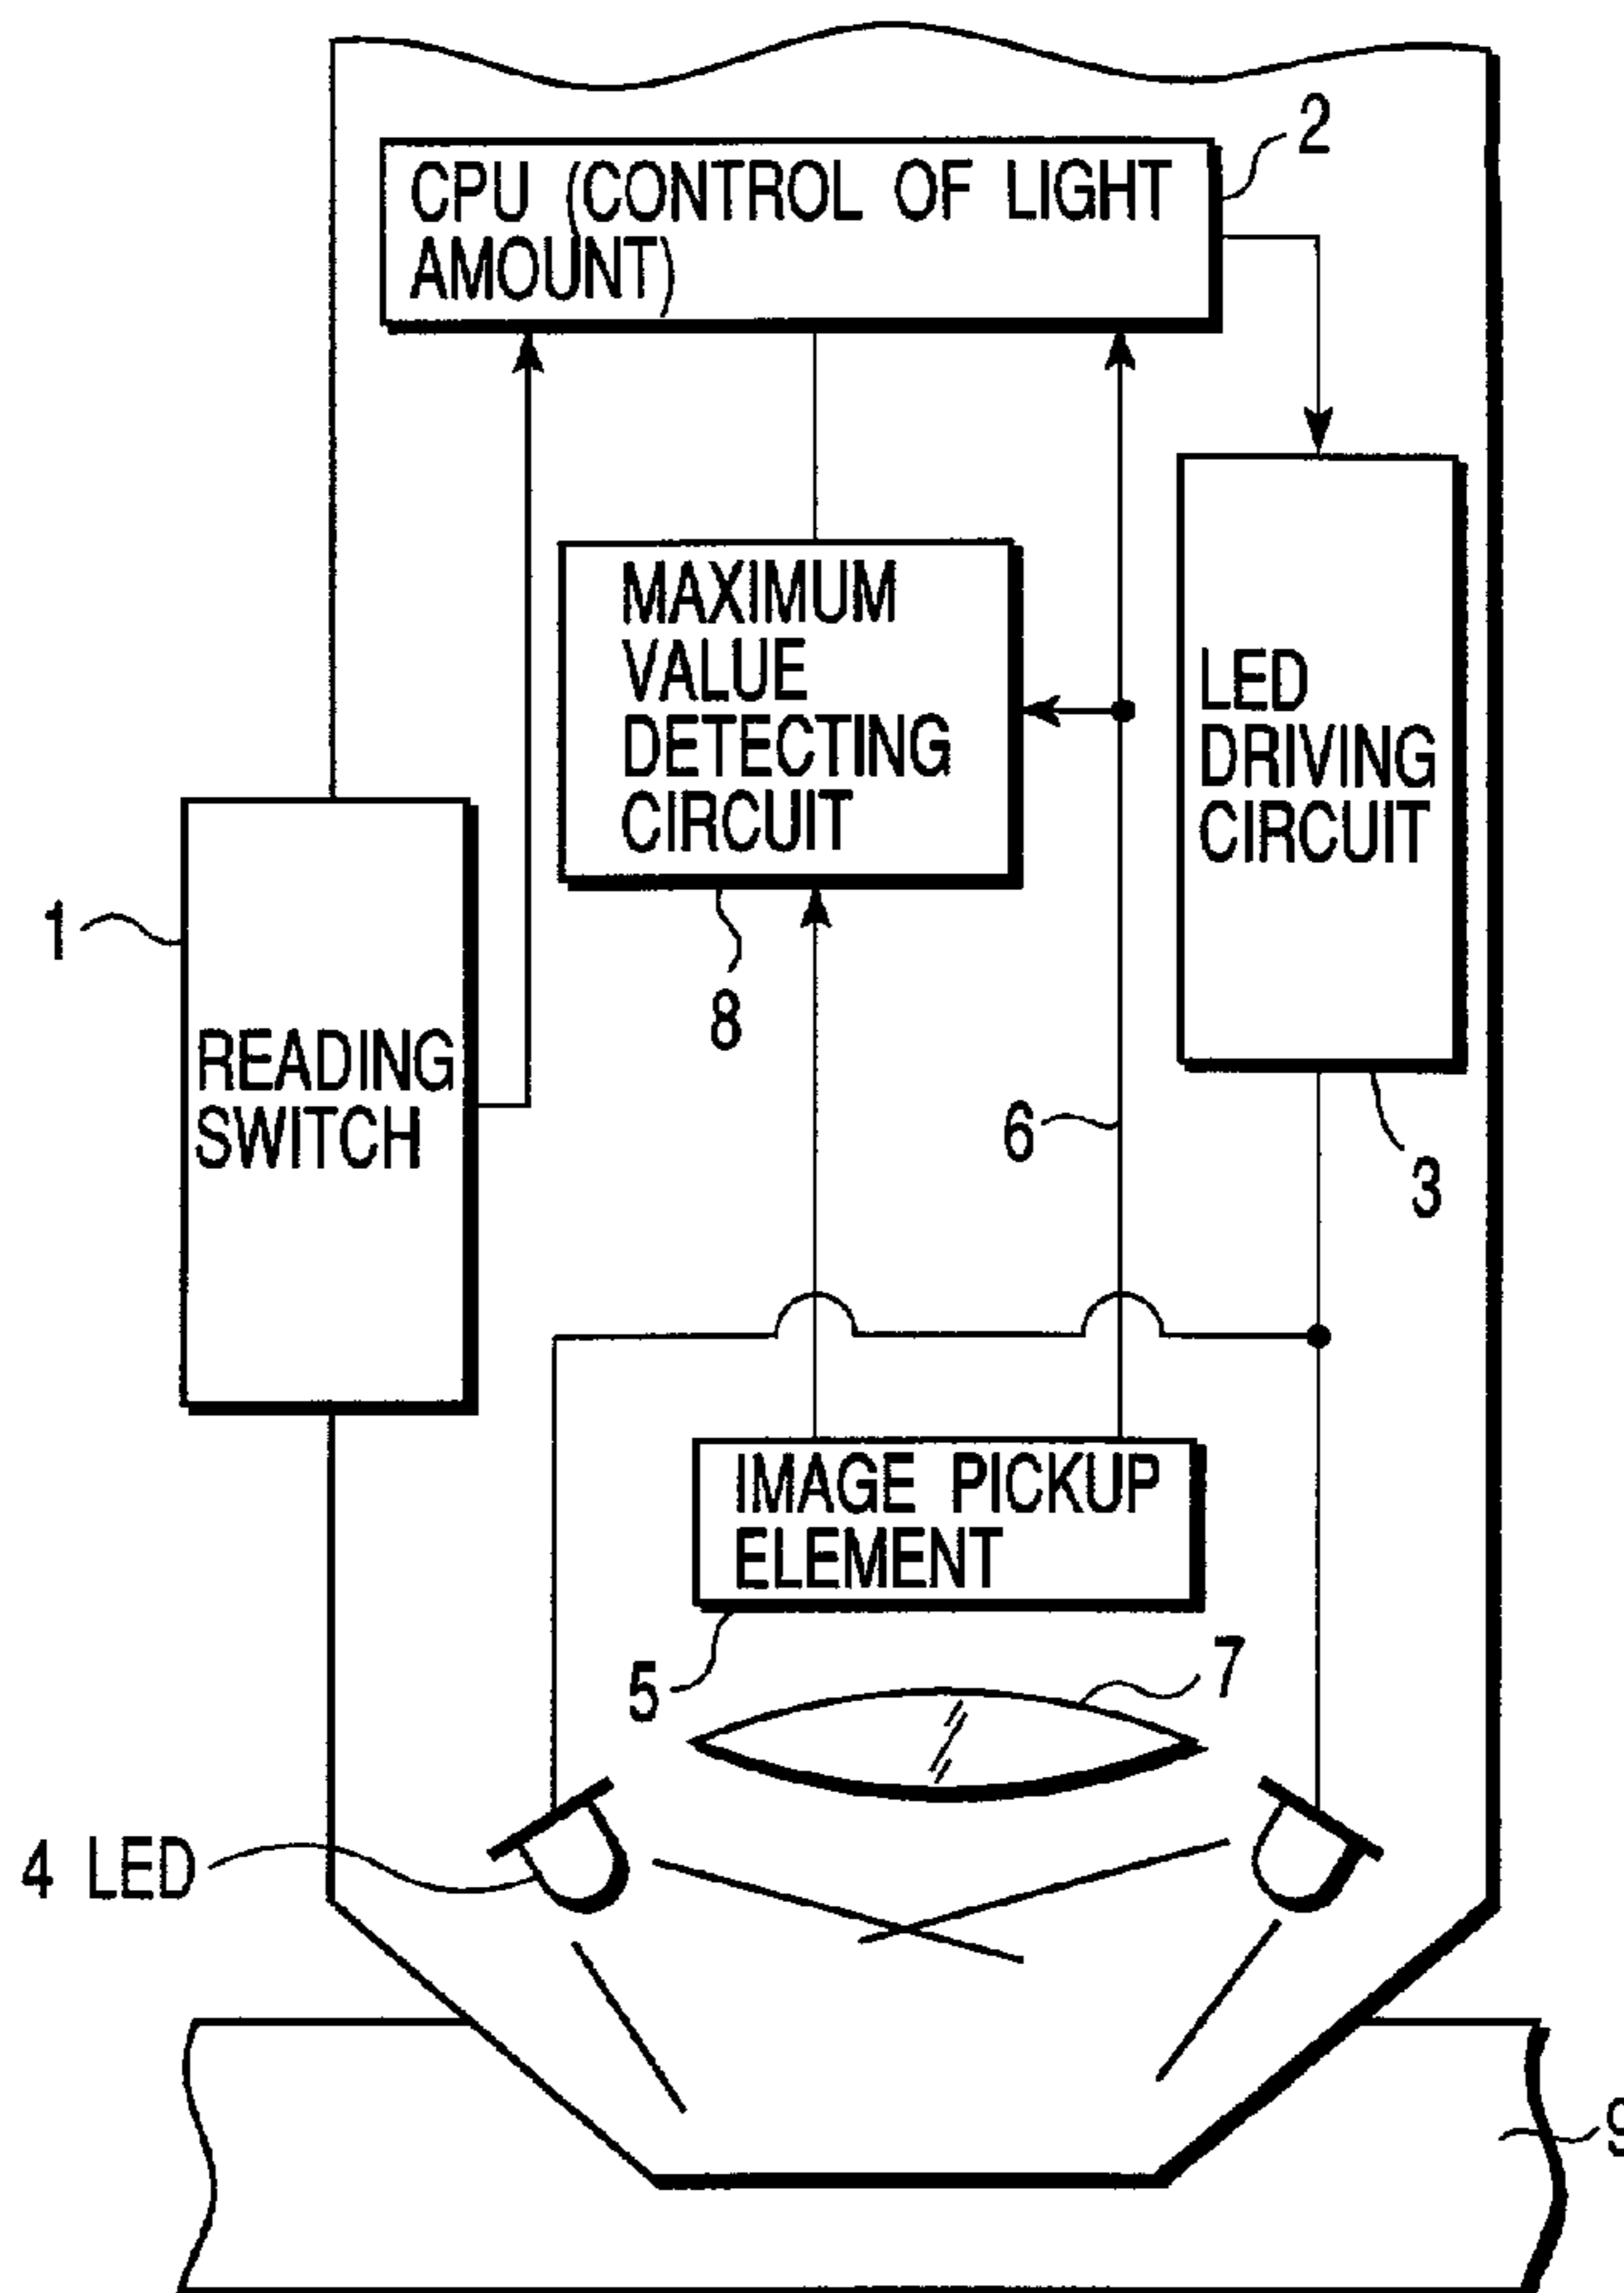 2
CPU (CONTROL OF LIGHT
AMOUNT)
MAXIMUM
VALUE
DETECTING
CIRCUIT
LED
DRIVING
CIRCUIT
1
8
READING
SWITCH
6
3
IMAGE PICKUP
ELEMENT
5
7
4 LED
9